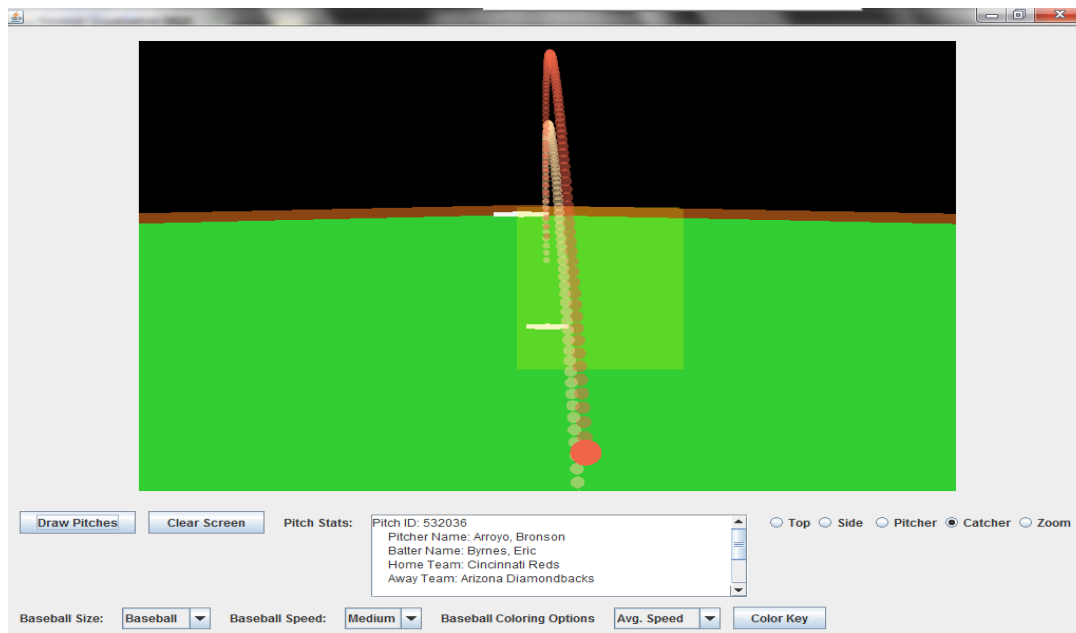 Draw Pitches
Clear Screen
Pitch Stats:
Pitch ID: 532036
Pitcher Name: Arroyo, Bronson
Batter Name: Byrnes, Eric
Home Team: Cincinnati Reds
Away Team: Arizona Diamondbacks
Top Side Pitcher Catcher Zoom
Baseball Size: Baseball Baseball Speed: Medium Baseball Coloring Options Avg. Speed Color Key